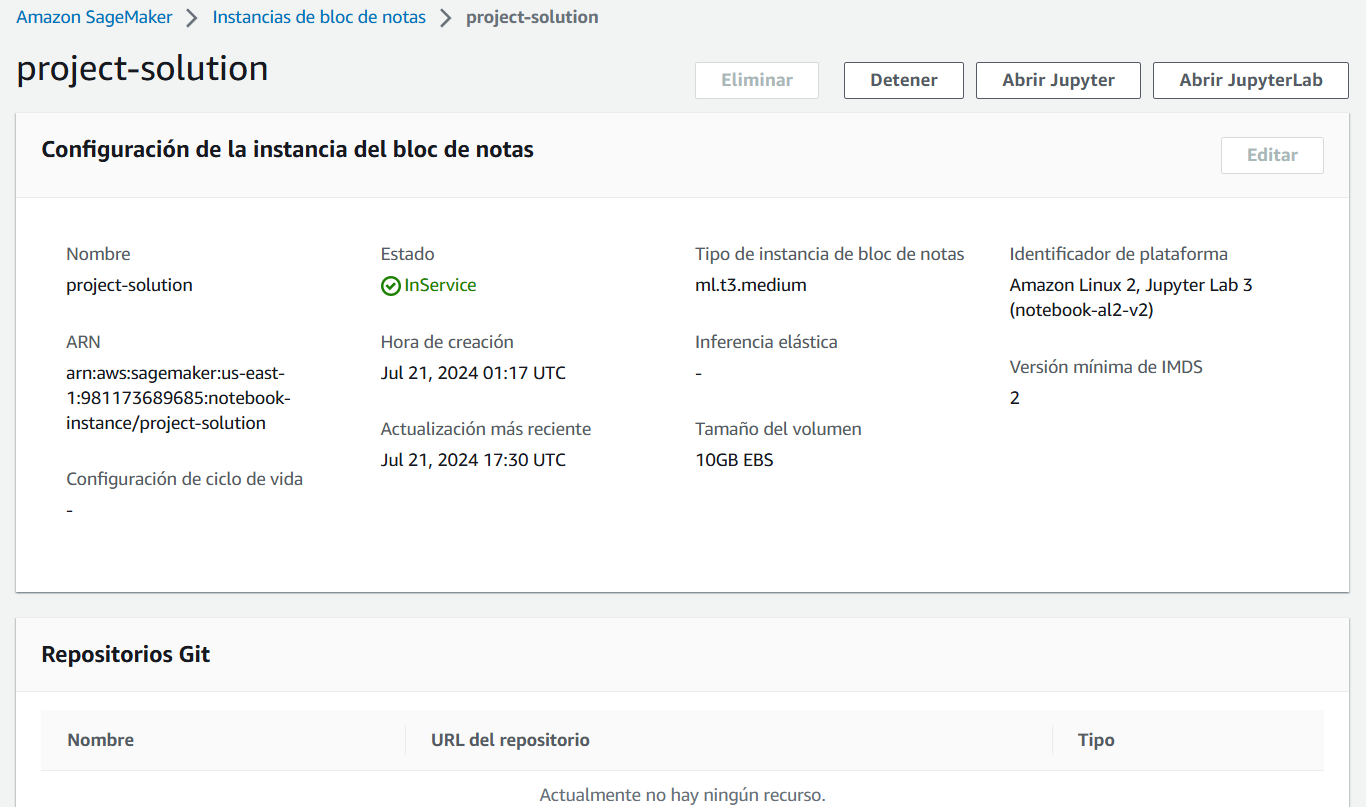 Amazon SageMaker > Instancias de bloc de notas > project-solution
project-solution
Eliminar Detener Abrir Jupyter Abrir JupyterLab
Configuración de la instancia del bloc de notas
Editar
Nombre
project-solution
ARN
arn:aws:sagemaker:us-east-
1:981173689685:notebook-
instance/project-solution
Configuración de ciclo de vida
-
Estado
InService
Hora de creación
Jul 21, 2024 01:17 UTC
Actualización más reciente
Jul 21, 2024 17:30 UTC
Tipo de instancia de bloc de notas
ml.t3.medium
Inferencia elástica
-
Tamaño del volumen
10GB EBS
Identificador de plataforma
Amazon Linux 2, Jupyter Lab 3
(notebook-al2-v2)
Versión mínima de IMDS
2
Repositorios Git
Nombre URL del repositorio Tipo
Actualmente no hay ningún recurso.